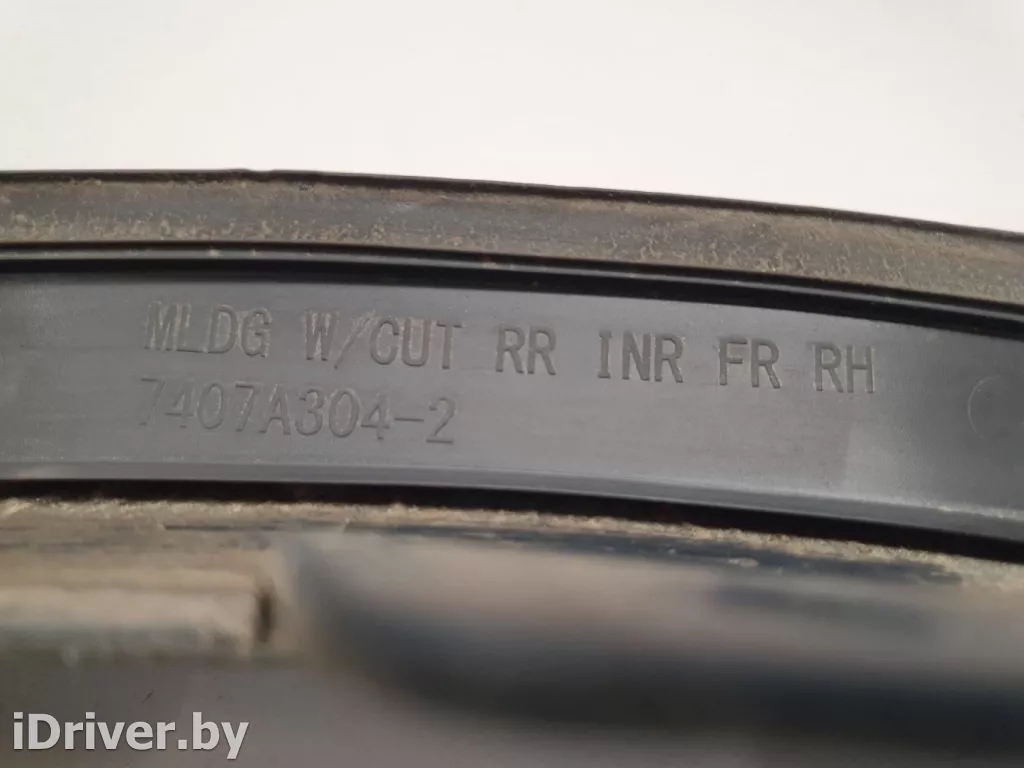 MLDG W/CUT RR INR FR RH
7407A304-2
iDriver.by